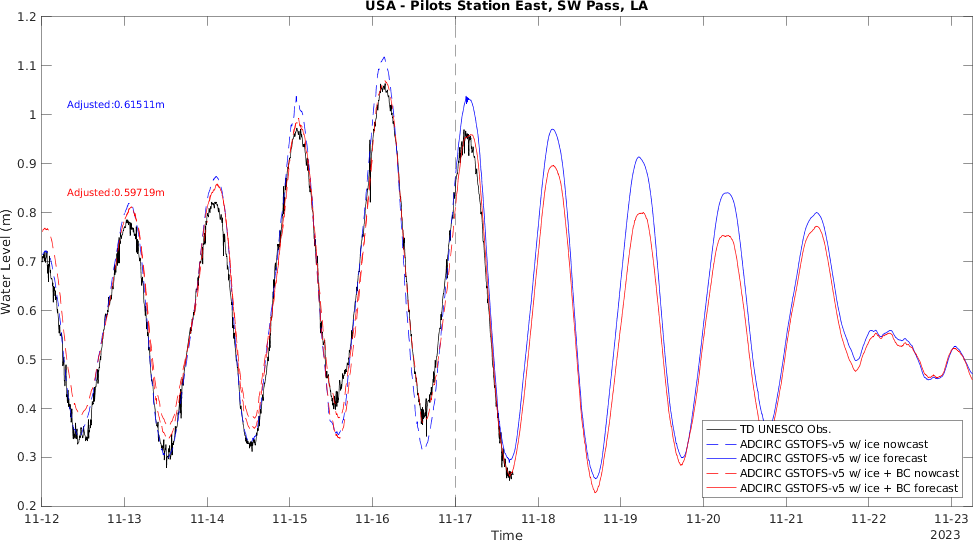 USA - Pilots Station East, SW Pass, LA
1.2
1.1
1
0.9
0.8
0.7
0.6
0.5
0.4
0.3
0.2
Water Level (m)
Adjusted:0.61511m
Adjusted:0.59719m
TD UNESCO Obs.
ADCIRC GSTOFS-v5 w/ ice nowcast
ADCIRC GSTOFS-v5 w/ ice forecast
ADCIRC GSTOFS-v5 w/ ice + BC nowcast
ADCIRC GSTOFS-v5 w/ ice + BC forecast
11-12 11-13 11-14 11-15 11-16 11-17 11-18 11-19 11-20 11-21 11-22 11-23
Time
2023